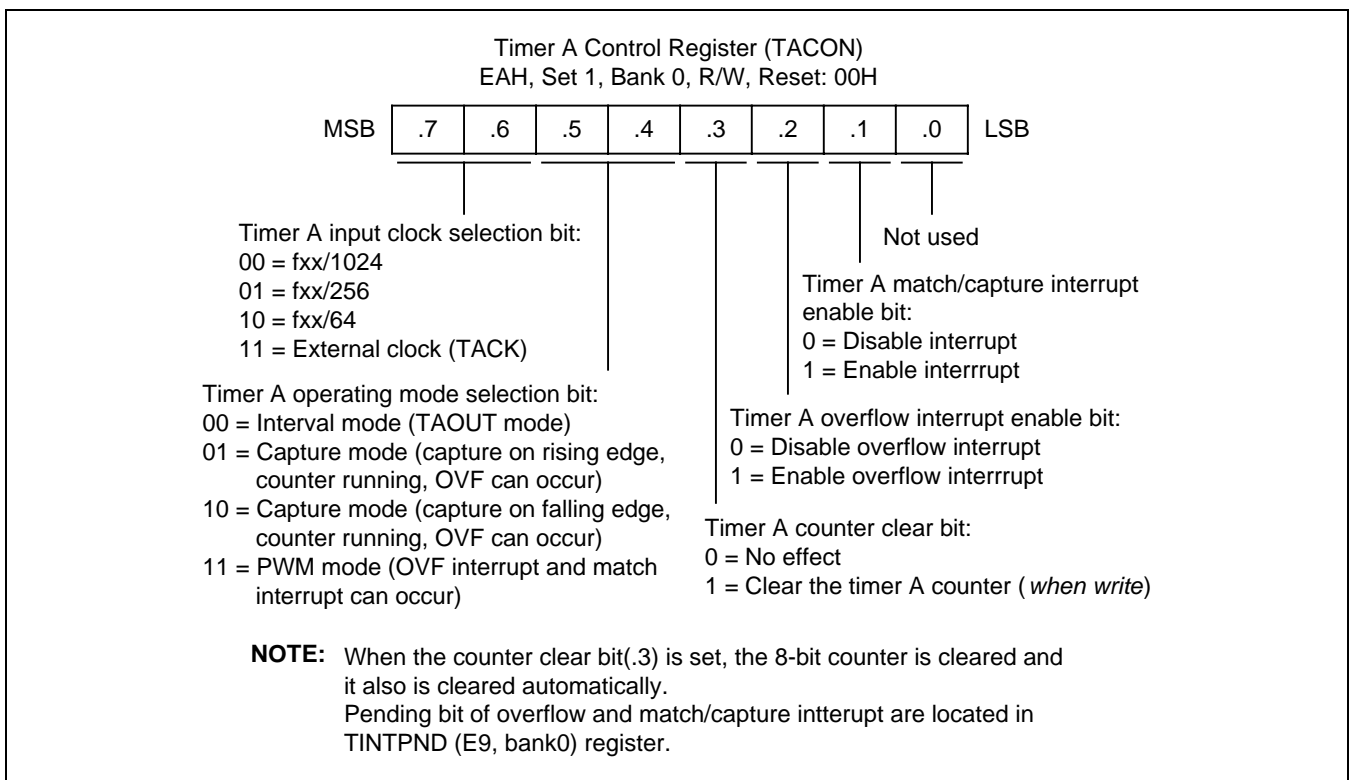 Timer A Control Register (TACON)
EAH, Set 1, Bank 0, R/W, Reset: 00H
MSB .7 .6 .5 .4 .3 .2 .1 .0 LSB
Timer A input clock selection bit:
00 = fxx/1024
01 = fxx/256
10 = fxx/64
11 = External clock (TACK)
Timer A operating mode selection bit:
00 = Interval mode (TAOUT mode)
01 = Capture mode (capture on rising edge,
counter running, OVF can occur)
10 = Capture mode (capture on falling edge,
counter running, OVF can occur)
11 = PWM mode (OVF interrupt and match
interrupt can occur)
Not used
Timer A match/capture interrupt
enable bit:
0 = Disable interrupt
1 = Enable interrrupt
Timer A overflow interrupt enable bit:
0 = Disable overflow interrupt
1 = Enable overflow interrrupt
Timer A counter clear bit:
0 = No effect
1 = Clear the timer A counter ( when write)
NOTE: When the counter clear bit(.3) is set, the 8-bit counter is cleared and
it also is cleared automatically.
Pending bit of overflow and match/capture intterupt are located in
TINTPND (E9, bank0) register.